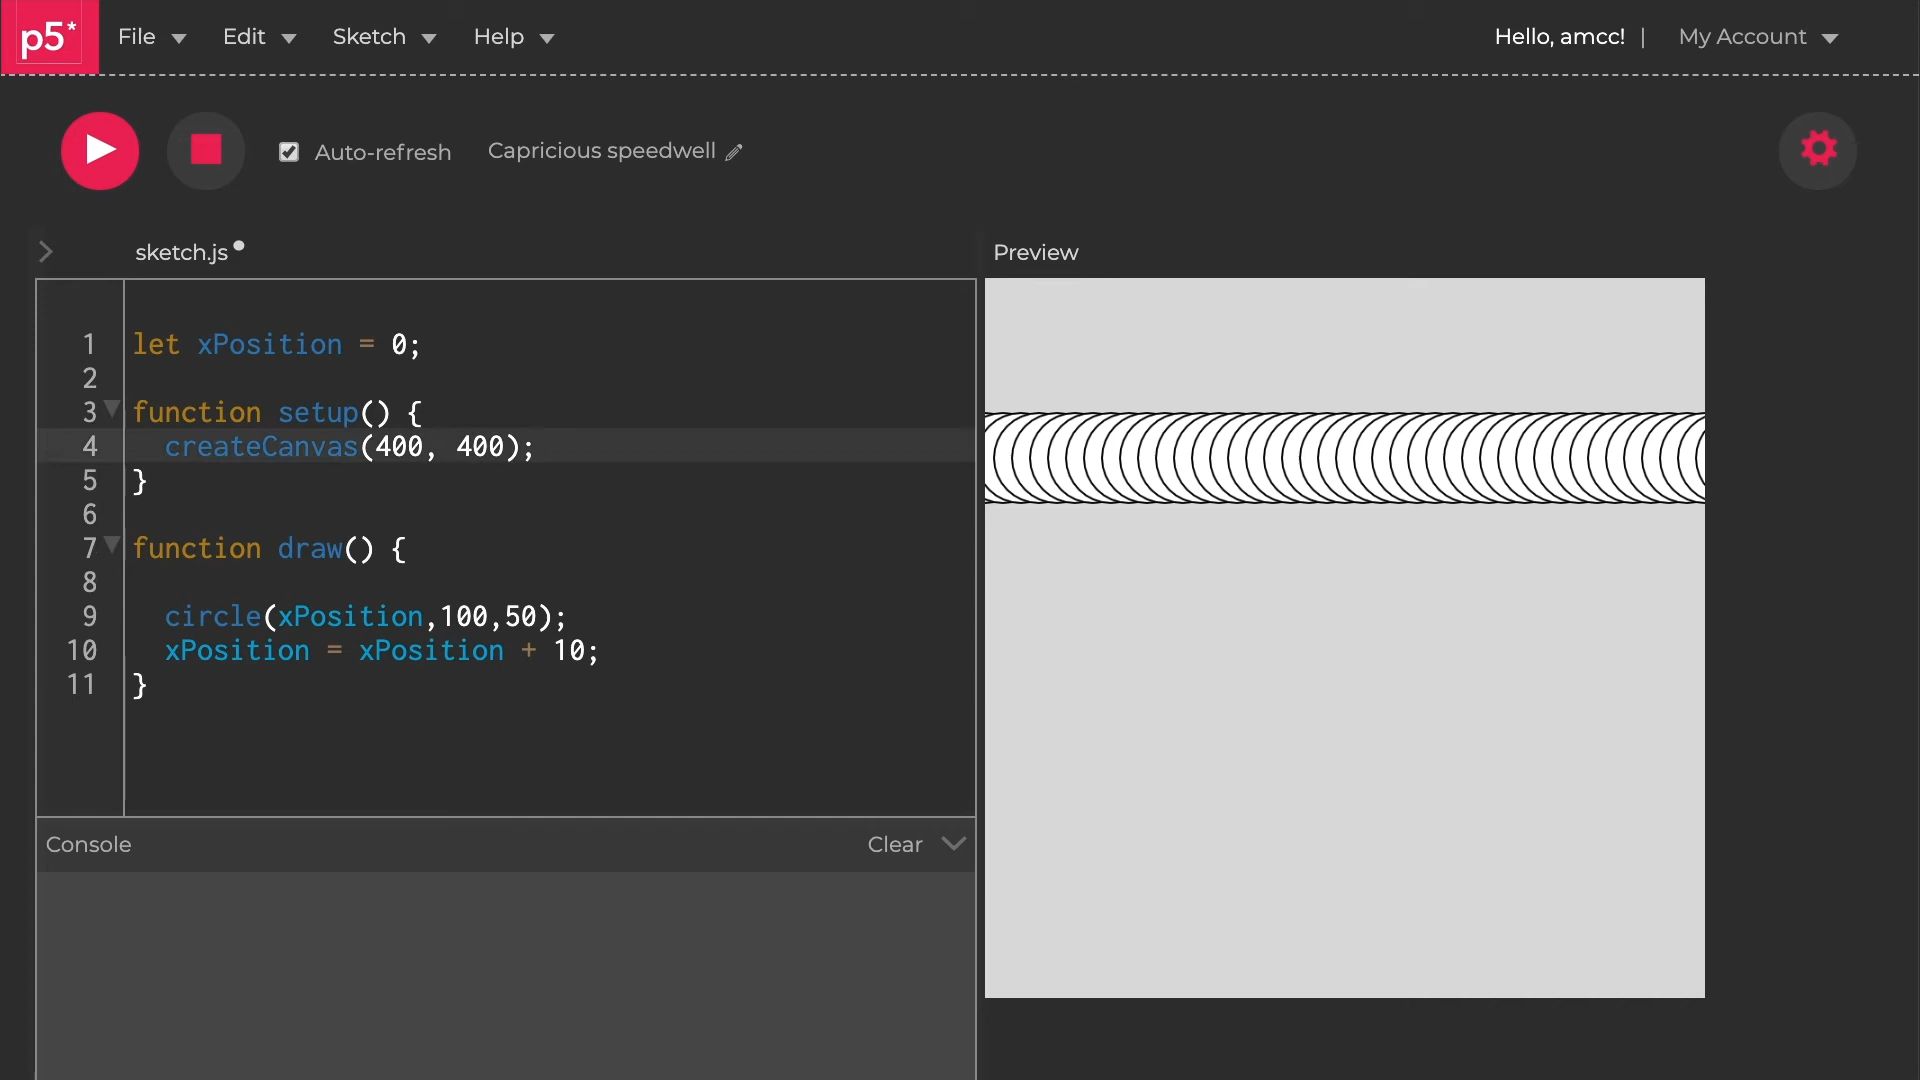 p5* File Edit Sketch Help Hello, amcc! | My Account
Auto-refresh Capricious speedwell
sketch.js Preview
1 let xPosition = 0;
2
3 function setup() {
4 createCanvas(400, 400);
5 }
6
7 function draw() {
8
9 circle(xPosition,100,50);
10 xPosition = xPosition + 10;
11 }
Console Clear